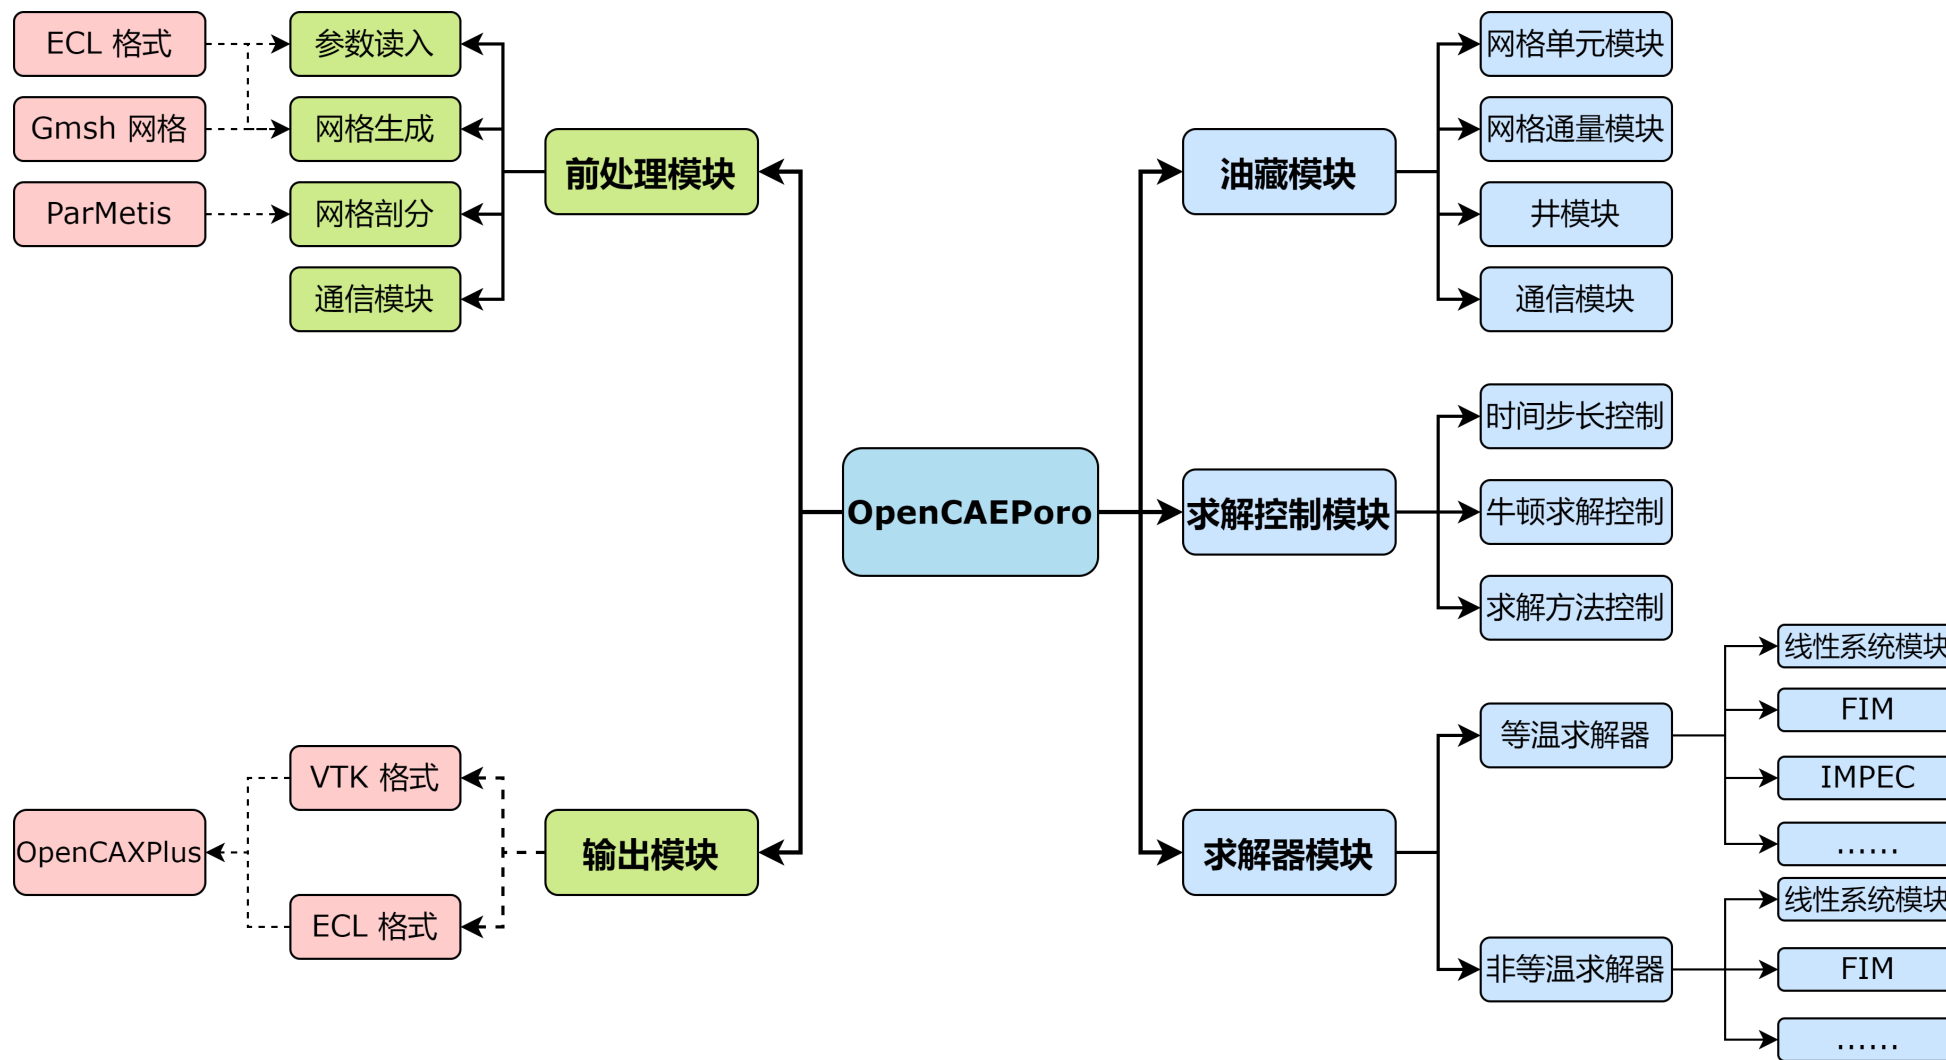 ECL 格式
参数读入
Gmsh 网格
网格生成
ParMetis
网格剖分
通信模块
前处理模块
VTK 格式
OpenCAXPlus
ECL 格式
输出模块
OpenCAEPoro
油藏模块
网格单元模块
网格通量模块
井模块
通信模块
求解控制模块
时间步长控制
牛顿求解控制
求解方法控制
求解器模块
等温求解器
线性系统模块
FIM
IMPEC
......
非等温求解器
线性系统模块
FIM
......